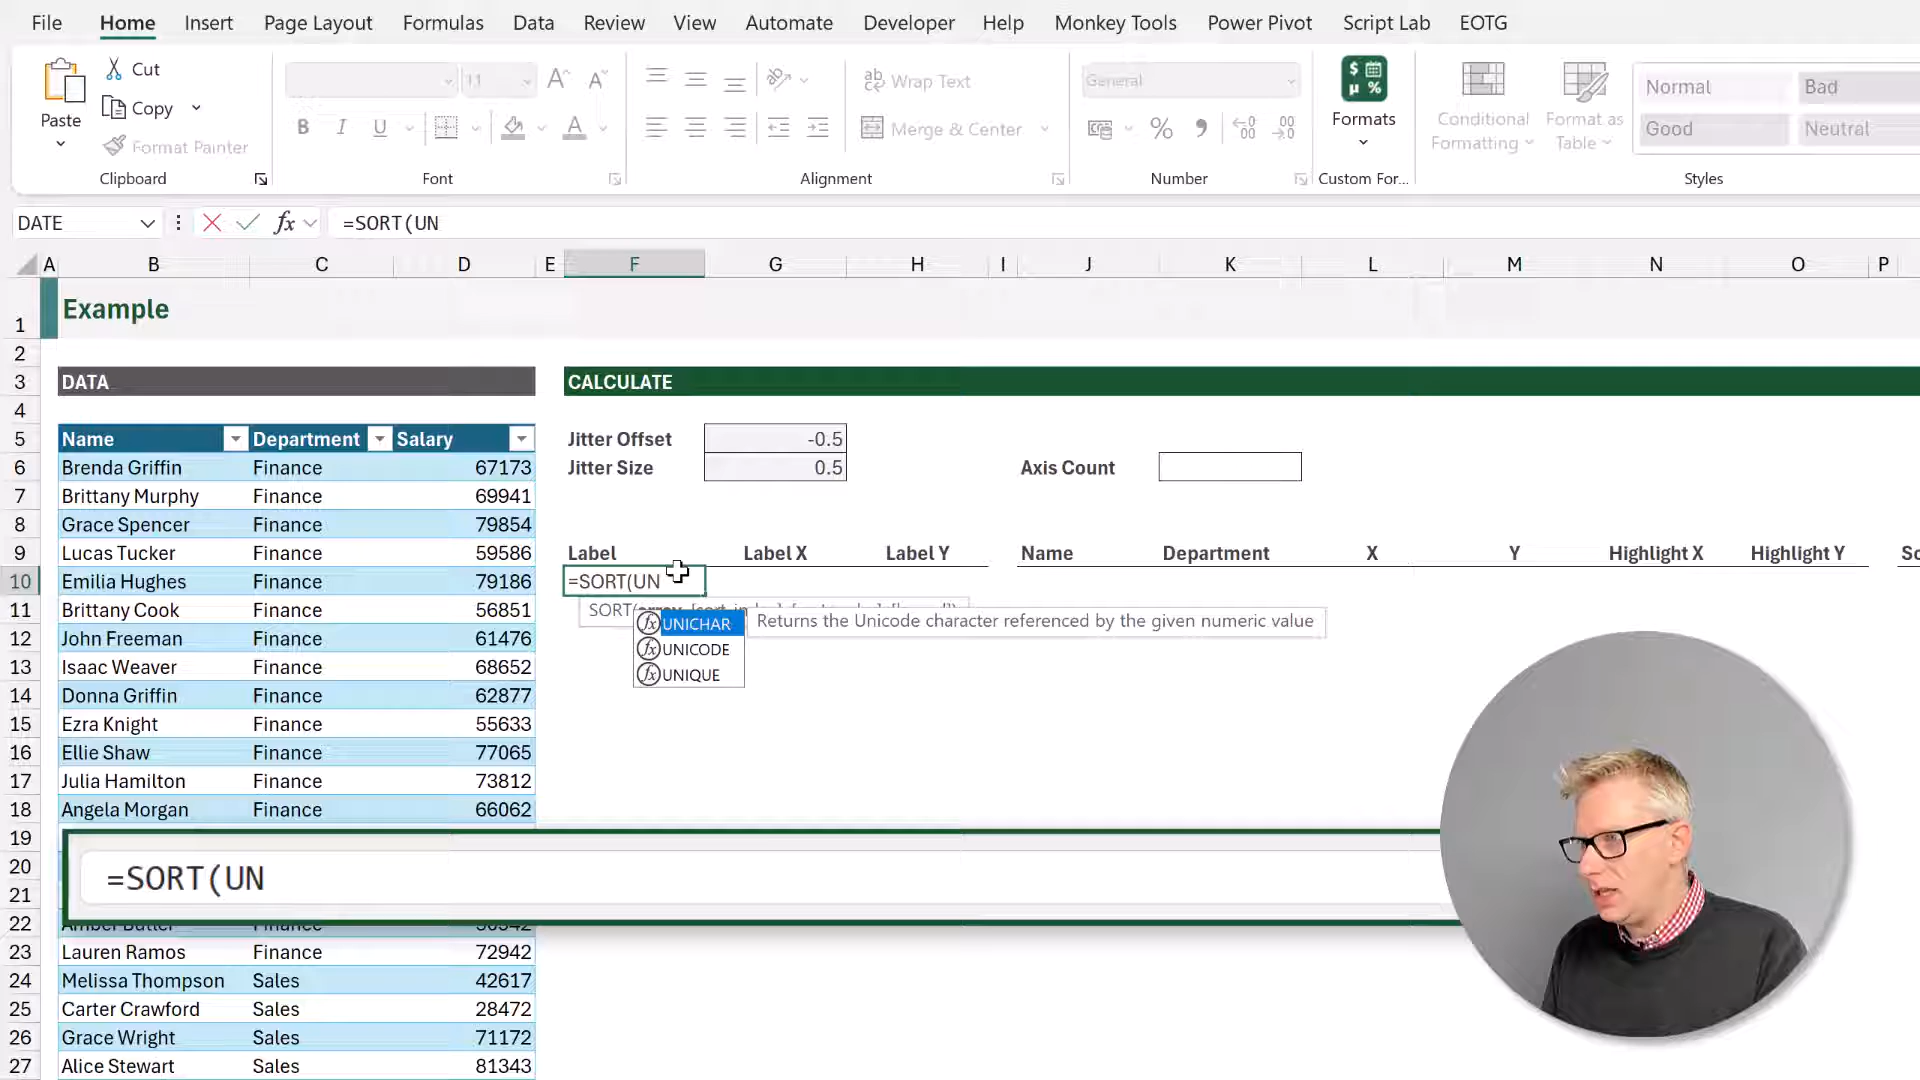 File Home Insert Page Layout Formulas Data Review View Automate Developer Help Monkey Tools Power Pivot Script Lab EOTG
Paste
Cut
Copy
Format Painter
Clipboard
11
B I U
Font
Wrap Text
Merge & Center
Alignment
General
Number
Formats
Custom For...
Conditional Formatting
Format as Table
Normal Bad
Good Neutral
Styles
DATE fx =SORT(UN
A B C D E F G H I J K L M N O P
1 Example
2
3 DATA CALCULATE
4
5 Name Department Salary Jitter Offset -0.5
6 Brenda Griffin Finance 67173 Jitter Size 0.5 Axis Count
7 Brittany Murphy Finance 69941
8 Grace Spencer Finance 79854
9 Lucas Tucker Finance 59586 Label Label X Label Y Name Department X Y Highlight X Highlight Y
10 Emilia Hughes Finance 79186 =SORT(UN
11 Brittany Cook Finance 56851 SORT(
UNICHAR Returns the Unicode character referenced by the given numeric value
12 John Freeman Finance 61476 UNICODE
13 Isaac Weaver Finance 68652 UNIQUE
14 Donna Griffin Finance 62877
15 Ezra Knight Finance 55633
16 Ellie Shaw Finance 77065
17 Julia Hamilton Finance 73812
18 Angela Morgan Finance 66062
19
20 =SORT(UN
21
22
23 Lauren Ramos Finance 72942
24 Melissa Thompson Sales 42617
25 Carter Crawford Sales 28472
26 Grace Wright Sales 71172
27 Alice Stewart Sales 81343